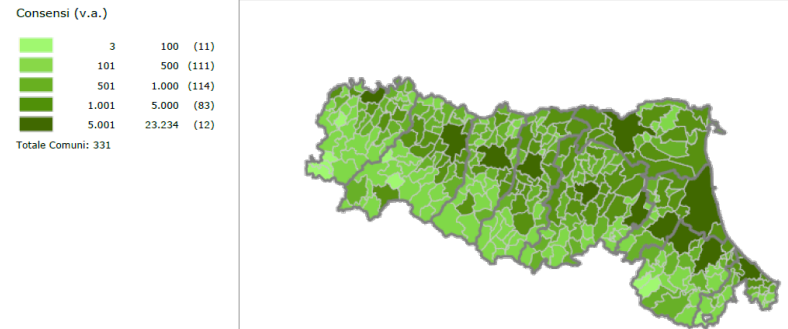 Consensi (v.a.)
3 100 (11)
101 500 (111)
501 1.000 (114)
1.001 5.000 (83)
5.001 23.234 (12)
Totale Comuni: 331